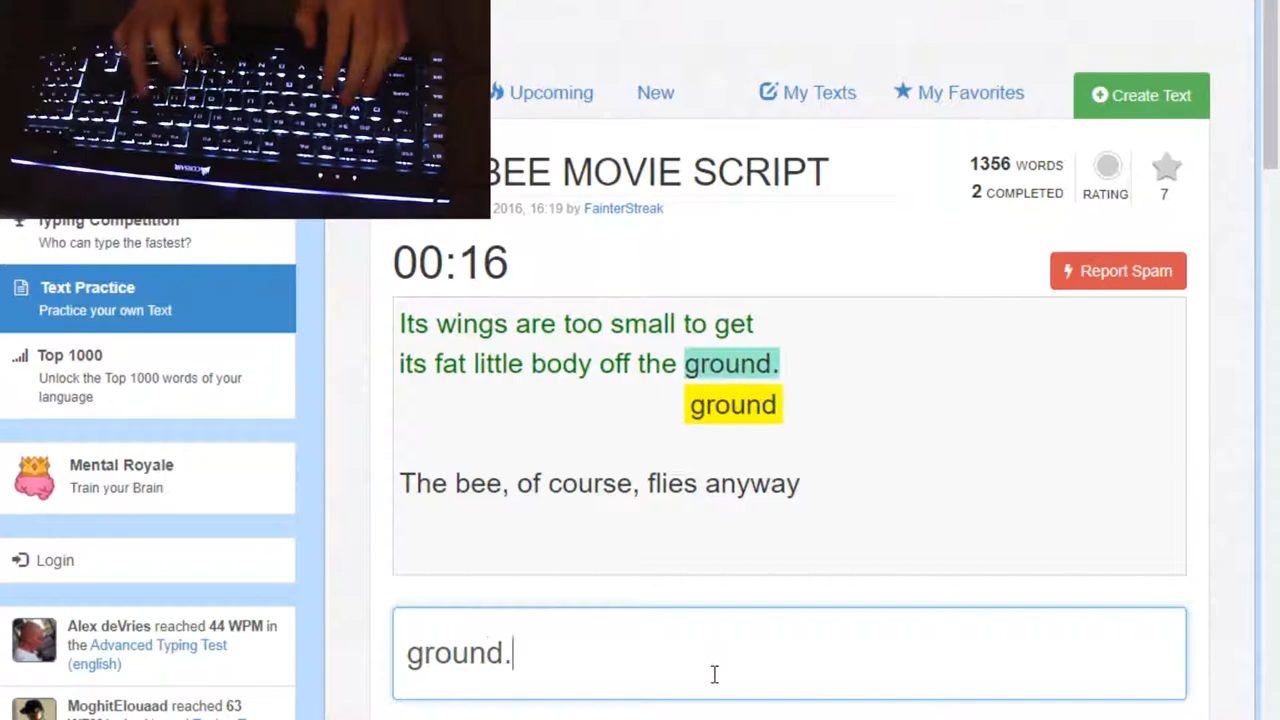 Upcoming
New
My Texts
My Favorites
Create Text
BEE MOVIE SCRIPT
1356 WORDS
2 COMPLETED
RATING
7
2016, 16:19 by FainterStreak
CORSAIR
Typing Competition
Who can type the fastest?
00:16
Report Spam
Text Practice
Practice your own Text
Its wings are too small to get
its fat little body off the ground.
ground
The bee, of course, flies anyway
Top 1000
Unlock the Top 1000 words of your
language
Mental Royale
Train your Brain
Login
ground.
Alex deVries reached 44 WPM in
the Advanced Typing Test
(english)
MoghitElouaad reached 63